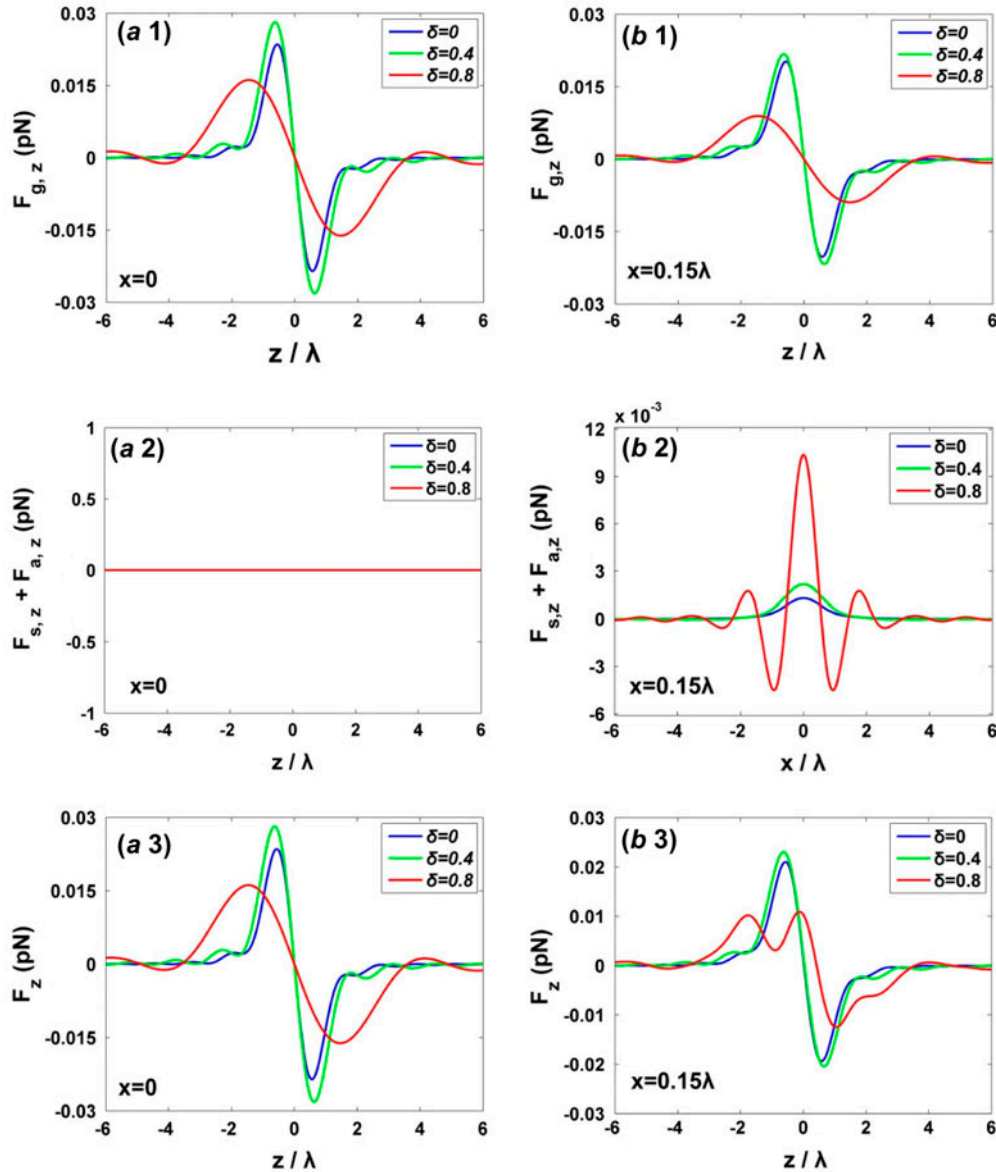 (a 1)
δ=0
δ=0.4
δ=0.8
0.03
0.015
0
-0.015
-0.03
F g, z (pN)
x=0
-6 -4 -2 0 2 4 6
z / λ
(b 1)
δ=0
δ=0.4
δ=0.8
0.03
0.015
0
-0.015
-0.03
F g,z (pN)
x=0.15λ
-6 -4 -2 0 2 4 6
z / λ
(a 2)
δ=0
δ=0.4
δ=0.8
1
0.5
0
-0.5
-1
F s, z + F a, z (pN)
x=0
-6 -4 -2 0 2 4 6
z / λ
x 10 -3
(b 2)
δ=0
δ=0.4
δ=0.8
12
9
6
3
0
-3
-6
F s,z + F a,z (pN)
x=0.15λ
-6 -4 -2 0 2 4 6
x / λ
(a 3)
δ=0
δ=0.4
δ=0.8
0.03
0.015
0
-0.015
-0.03
F z (pN)
x=0
-6 -4 -2 0 2 4 6
z / λ
(b 3)
δ=0
δ=0.4
δ=0.8
0.03
0.02
0.01
0
-0.01
-0.02
-0.03
F z (pN)
x=0.15λ
-6 -4 -2 0 2 4 6
z / λ